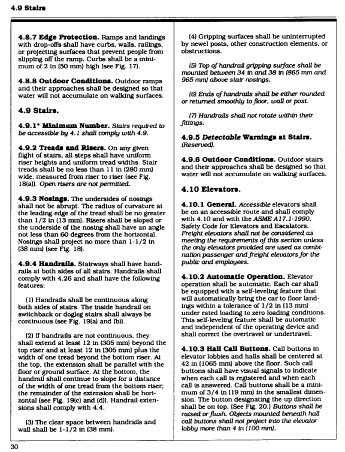 4.9 Stairs
4.8.7 Edge Protection. Ramps and landings
with drop-offs shall have curbs, walls, railings,
or projecting surfaces that prevent people from
slipping off the ramp. Curbs shall be a mini-
mum of 2 in (50 mm) high (see Fig. 17).
4.8.8 Outdoor Conditions. Outdoor ramps
and their approaches shall be designed so that
water will not accumulate on walking surfaces.
4.9 Stairs.
4.9.1* Minimum Number. Stairs required to
be accessible by 4.1 shall comply with 4.9.
4.9.2 Treads and Risers. On any given
flight of stairs, all steps shall have uniform
riser heights and uniform tread widths. Stair
treads shall be no less than 11 in (280 mm)
wide, measured from riser to riser (see Fig.
18(a)). Open risers are not permitted.
4.9.3 Nosings. The undersides of nosings
shall not be abrupt. The radius of curvature at
the leading edge of the tread shall be no greater
than 1/2 in (13 mm). Risers shall be sloped or
the underside of the nosing shall have an angle
not less than 60 degrees from the horizontal.
Nosings shall project no more than 1-1/2 in
(38 mm) (see Fig. 18).
4.9.4 Handrails. Stairways shall have hand-
rails at both sides of all stairs. Handrails shall
comply with 4.26 and shall have the following
features:
(1) Handrails shall be continuous along
both sides of stairs. The inside handrail on
switchback or dogleg stairs shall always be
continuous (see Fig. 19(a) and (b)).
(2) If handrails are not continuous, they
shall extend at least 12 in (305 mm) beyond the
top riser and at least 12 in (305 mm) plus the
width of one tread beyond the bottom riser. At
the top, the extension shall be parallel with the
floor or ground surface. At the bottom, the
handrail shall continue to slope for a distance
of the width of one tread from the bottom riser;
the remainder of the extension shall be hori-
zontal (see Fig. 19(c) and (d)). Handrail exten-
sions shall comply with 4.4.
(3) The clear space between handrails and
wall shall be 1-1/2 in (38 mm).
(4) Gripping surfaces shall be uninterrupted
by newel posts, other construction elements, or
obstructions.
(5) Top of handrail gripping surface shall be
mounted between 34 in and 38 in (865 mm and
965 mm) above stair nosings.
(6) Ends of handrails shall be either rounded
or returned smoothly to floor, wall or post.
(7) Handrails shall not rotate within their
fittings.
4.9.5 Detectable Warnings at Stairs.
(Reserved).
4.9.6 Outdoor Conditions. Outdoor stairs
and their approaches shall be designed so that
water will not accumulate on walking surfaces.
4.10 Elevators.
4.10.1 General. Accessible elevators shall
be on an accessible route and shall comply
with 4.10 and with the ASME A17.1-1990,
Safety Code for Elevators and Escalators.
Freight elevators shall not be considered as
meeting the requirements of this section unless
the only elevators provided are used as combi-
nation passenger and freight elevators for the
public and employees.
4.10.2 Automatic Operation. Elevator
operation shall be automatic. Each car shall
be equipped with a self-leveling feature that
will automatically bring the car to floor land-
ings within a tolerance of 1/2 in (13 mm)
under rated loading to zero loading conditions.
This self-leveling feature shall be automatic
and independent of the operating device and
shall correct the overtravel or undertravel.
4.10.3 Hall Call Buttons. Call buttons in
elevator lobbies and halls shall be centered at
42 in (1065 mm) above the floor. Such call
buttons shall have visual signals to indicate
when each call is registered and when each
call is answered. Call buttons shall be a mini-
mum of 3/4 in (19 mm) in the smallest dimen-
sion. The button designating the up direction
shall be on top. (See Fig. 20.) Buttons shall be
raised or flush. Objects mounted beneath hall
call buttons shall not project into the elevator
lobby more than 4 in (100 mm).
30